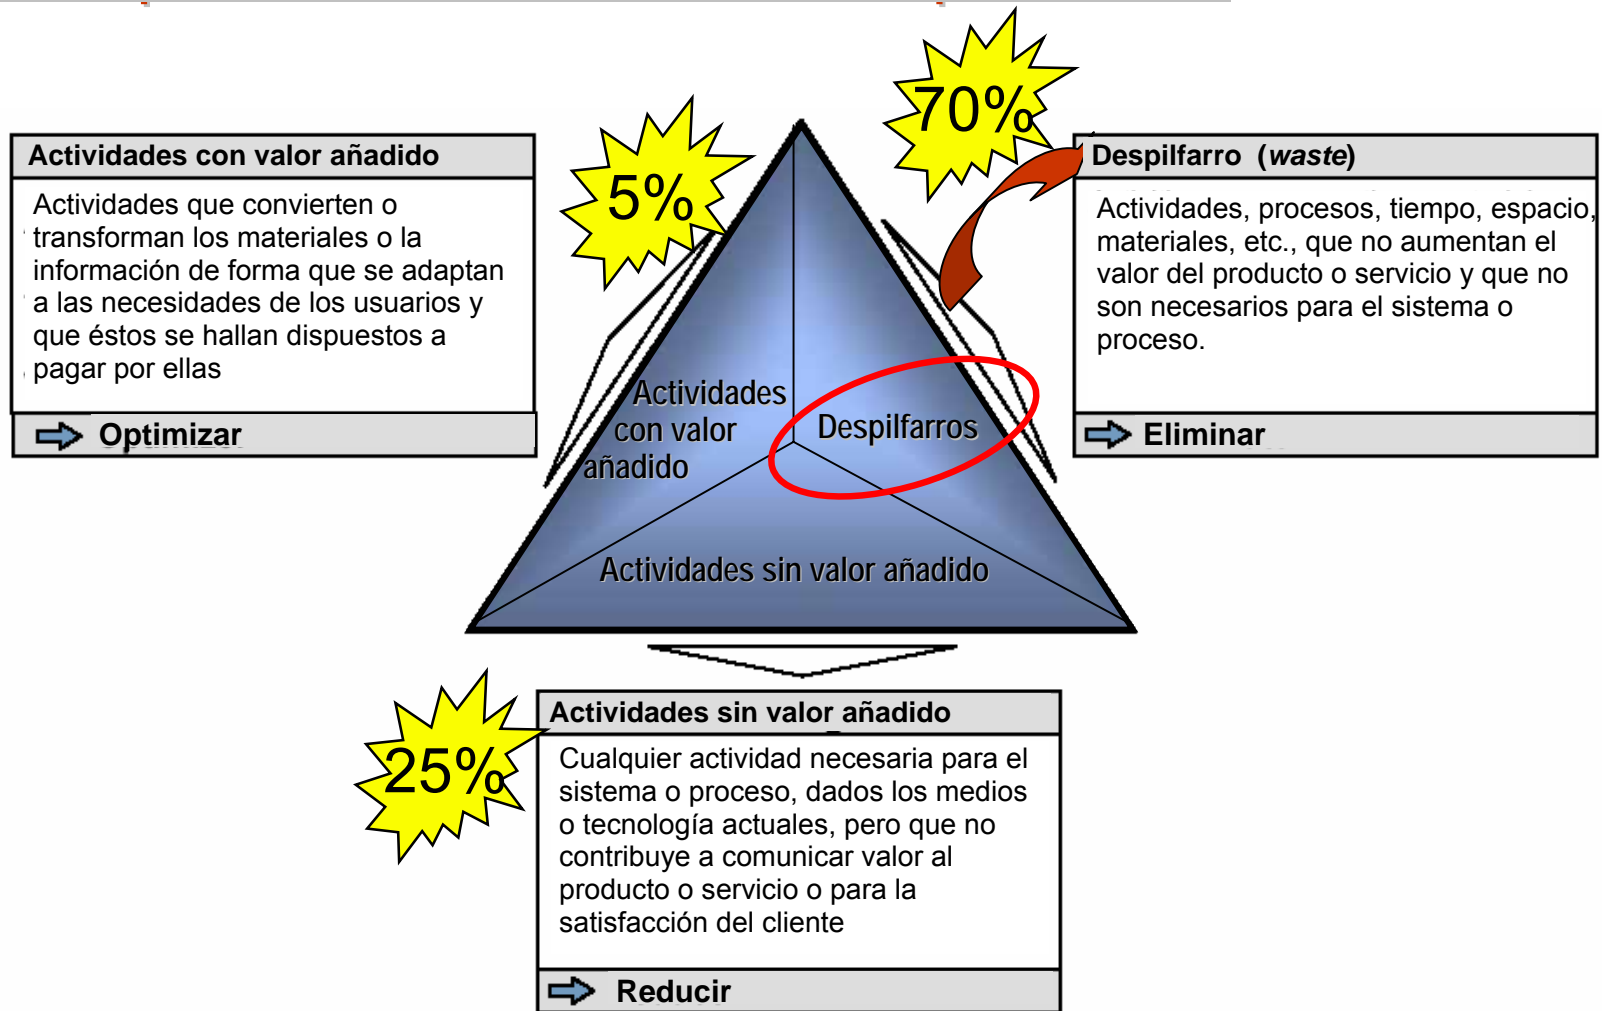 70%
5%
Actividades con valor añadido
Actividades que convierten o
transforman los materiales o la
información de forma que se adaptan
a las necesidades de los usuarios y
que éstos se hallan dispuestos a
pagar por ellas
Optimizar
Despilfarro (waste)
Actividades, procesos, tiempo, espacio,
materiales, etc., que no aumentan el
valor del producto o servicio y que no
son necesarios para el sistema o
proceso.
Eliminar
Actividades
con valor
añadido
Despilfarros
Actividades sin valor añadido
25%
Actividades sin valor añadido
Cualquier actividad necesaria para el
sistema o proceso, dados los medios
o tecnología actuales, pero que no
contribuye a comunicar valor al
producto o servicio o para la
satisfacción del cliente
Reducir